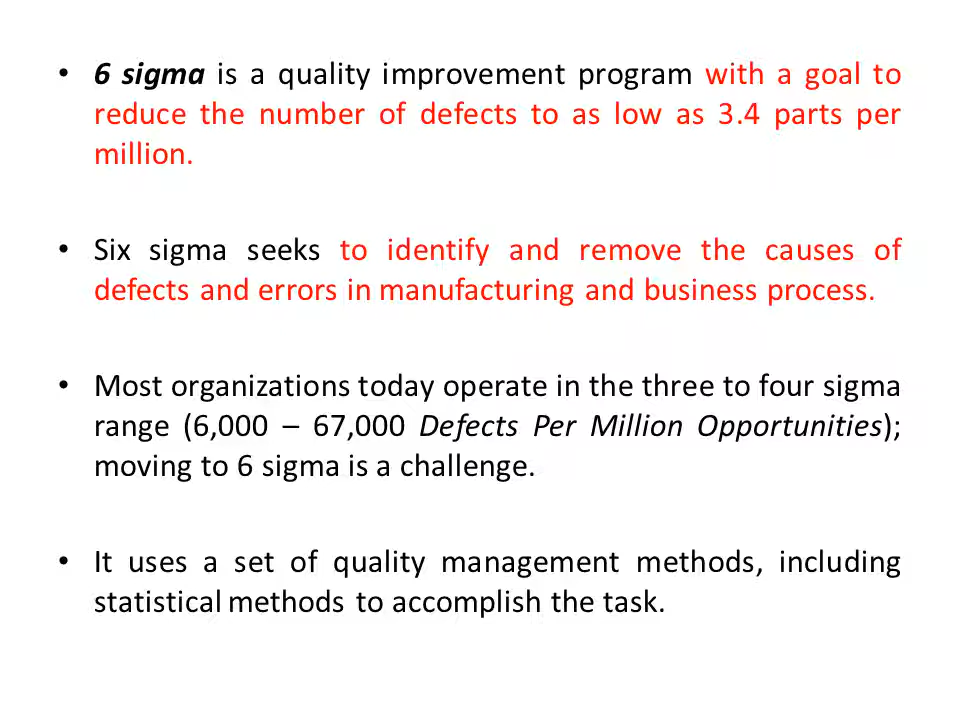 • 6 sigma is a quality improvement program with a goal to
reduce the number of defects to as low as 3.4 parts per
million.
• Six sigma seeks to identify and remove the causes of
defects and errors in manufacturing and business process.
• Most organizations today operate in the three to four sigma
range (6,000 – 67,000 Defects Per Million Opportunities);
moving to 6 sigma is a challenge.
• It uses a set of quality management methods, including
statistical methods to accomplish the task.